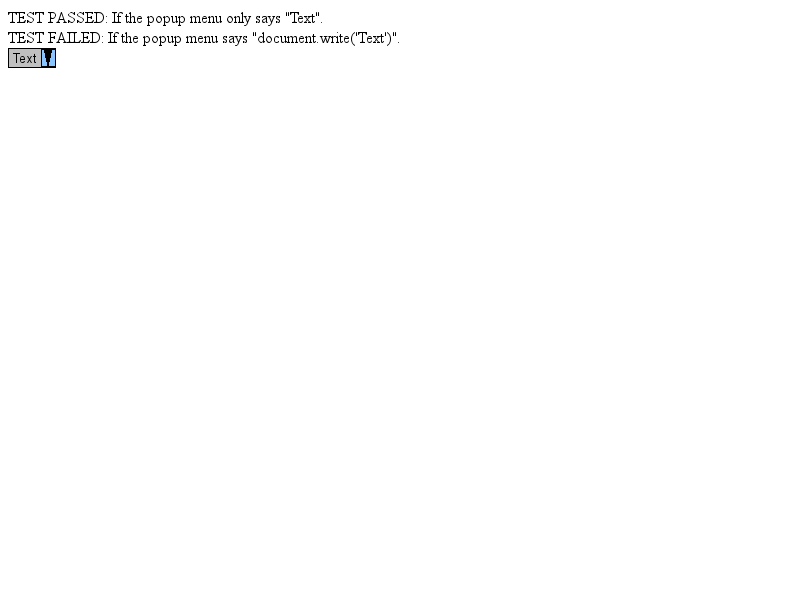 TEST PASSED: If the popup menu only says "Text".
TEST FAILED: If the popup menu says "document.write('Text')".
Text